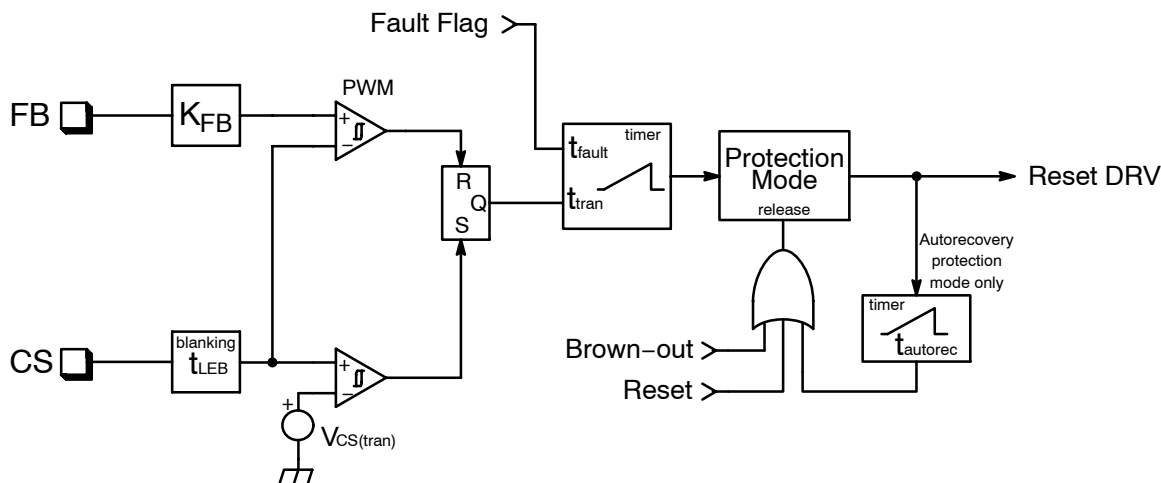 Fault Flag
PWM
FB
KFB
+
−
timer
tfault
ttran
R
Q
S
Protection
Mode
release
Reset DRV
Autorecovery
protection
mode only
timer
tautorec
CS
blanking
tLEB
+
−
+
VCS(tran)
Brown−out
Reset